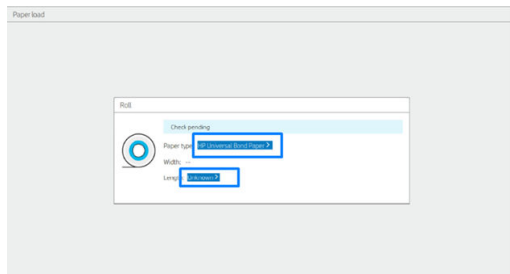 Paper load
Roll
Check pending
Paper type: HP Universal Bond Paper >
Width: --
Length: Unknown >